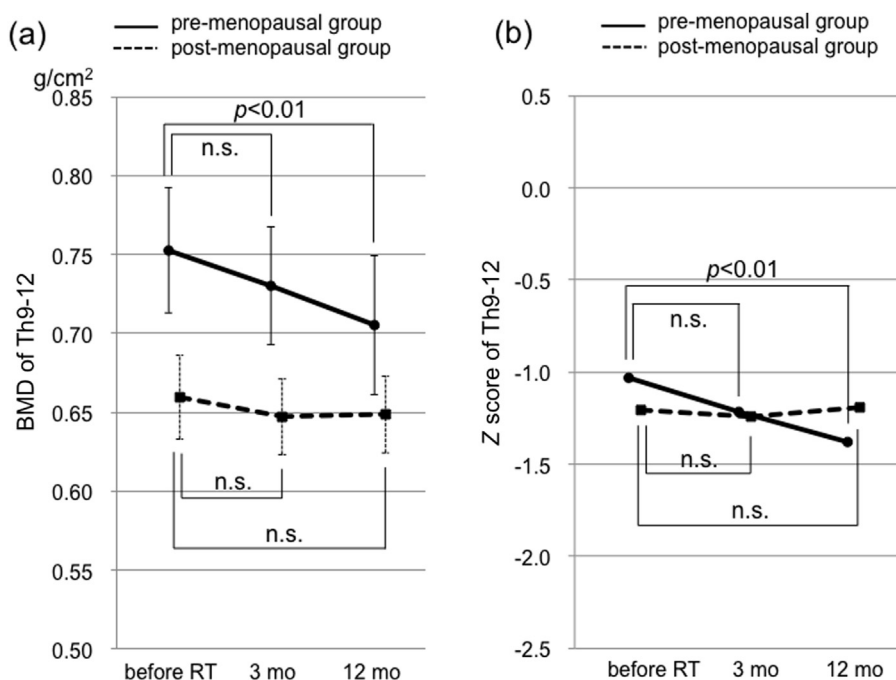 (a)
pre-menopausal group
post-menopausal group
g/cm²
0.85
0.80
0.75
0.70
0.65
0.60
0.55
0.50
BMD of Th9-12
p<0.01
n.s.
n.s.
n.s.
before RT 3 mo 12 mo
(b)
pre-menopausal group
post-menopausal group
0.5
0.0
-0.5
-1.0
-1.5
-2.0
-2.5
Z score of Th9-12
p<0.01
n.s.
n.s.
n.s.
before RT 3 mo 12 mo